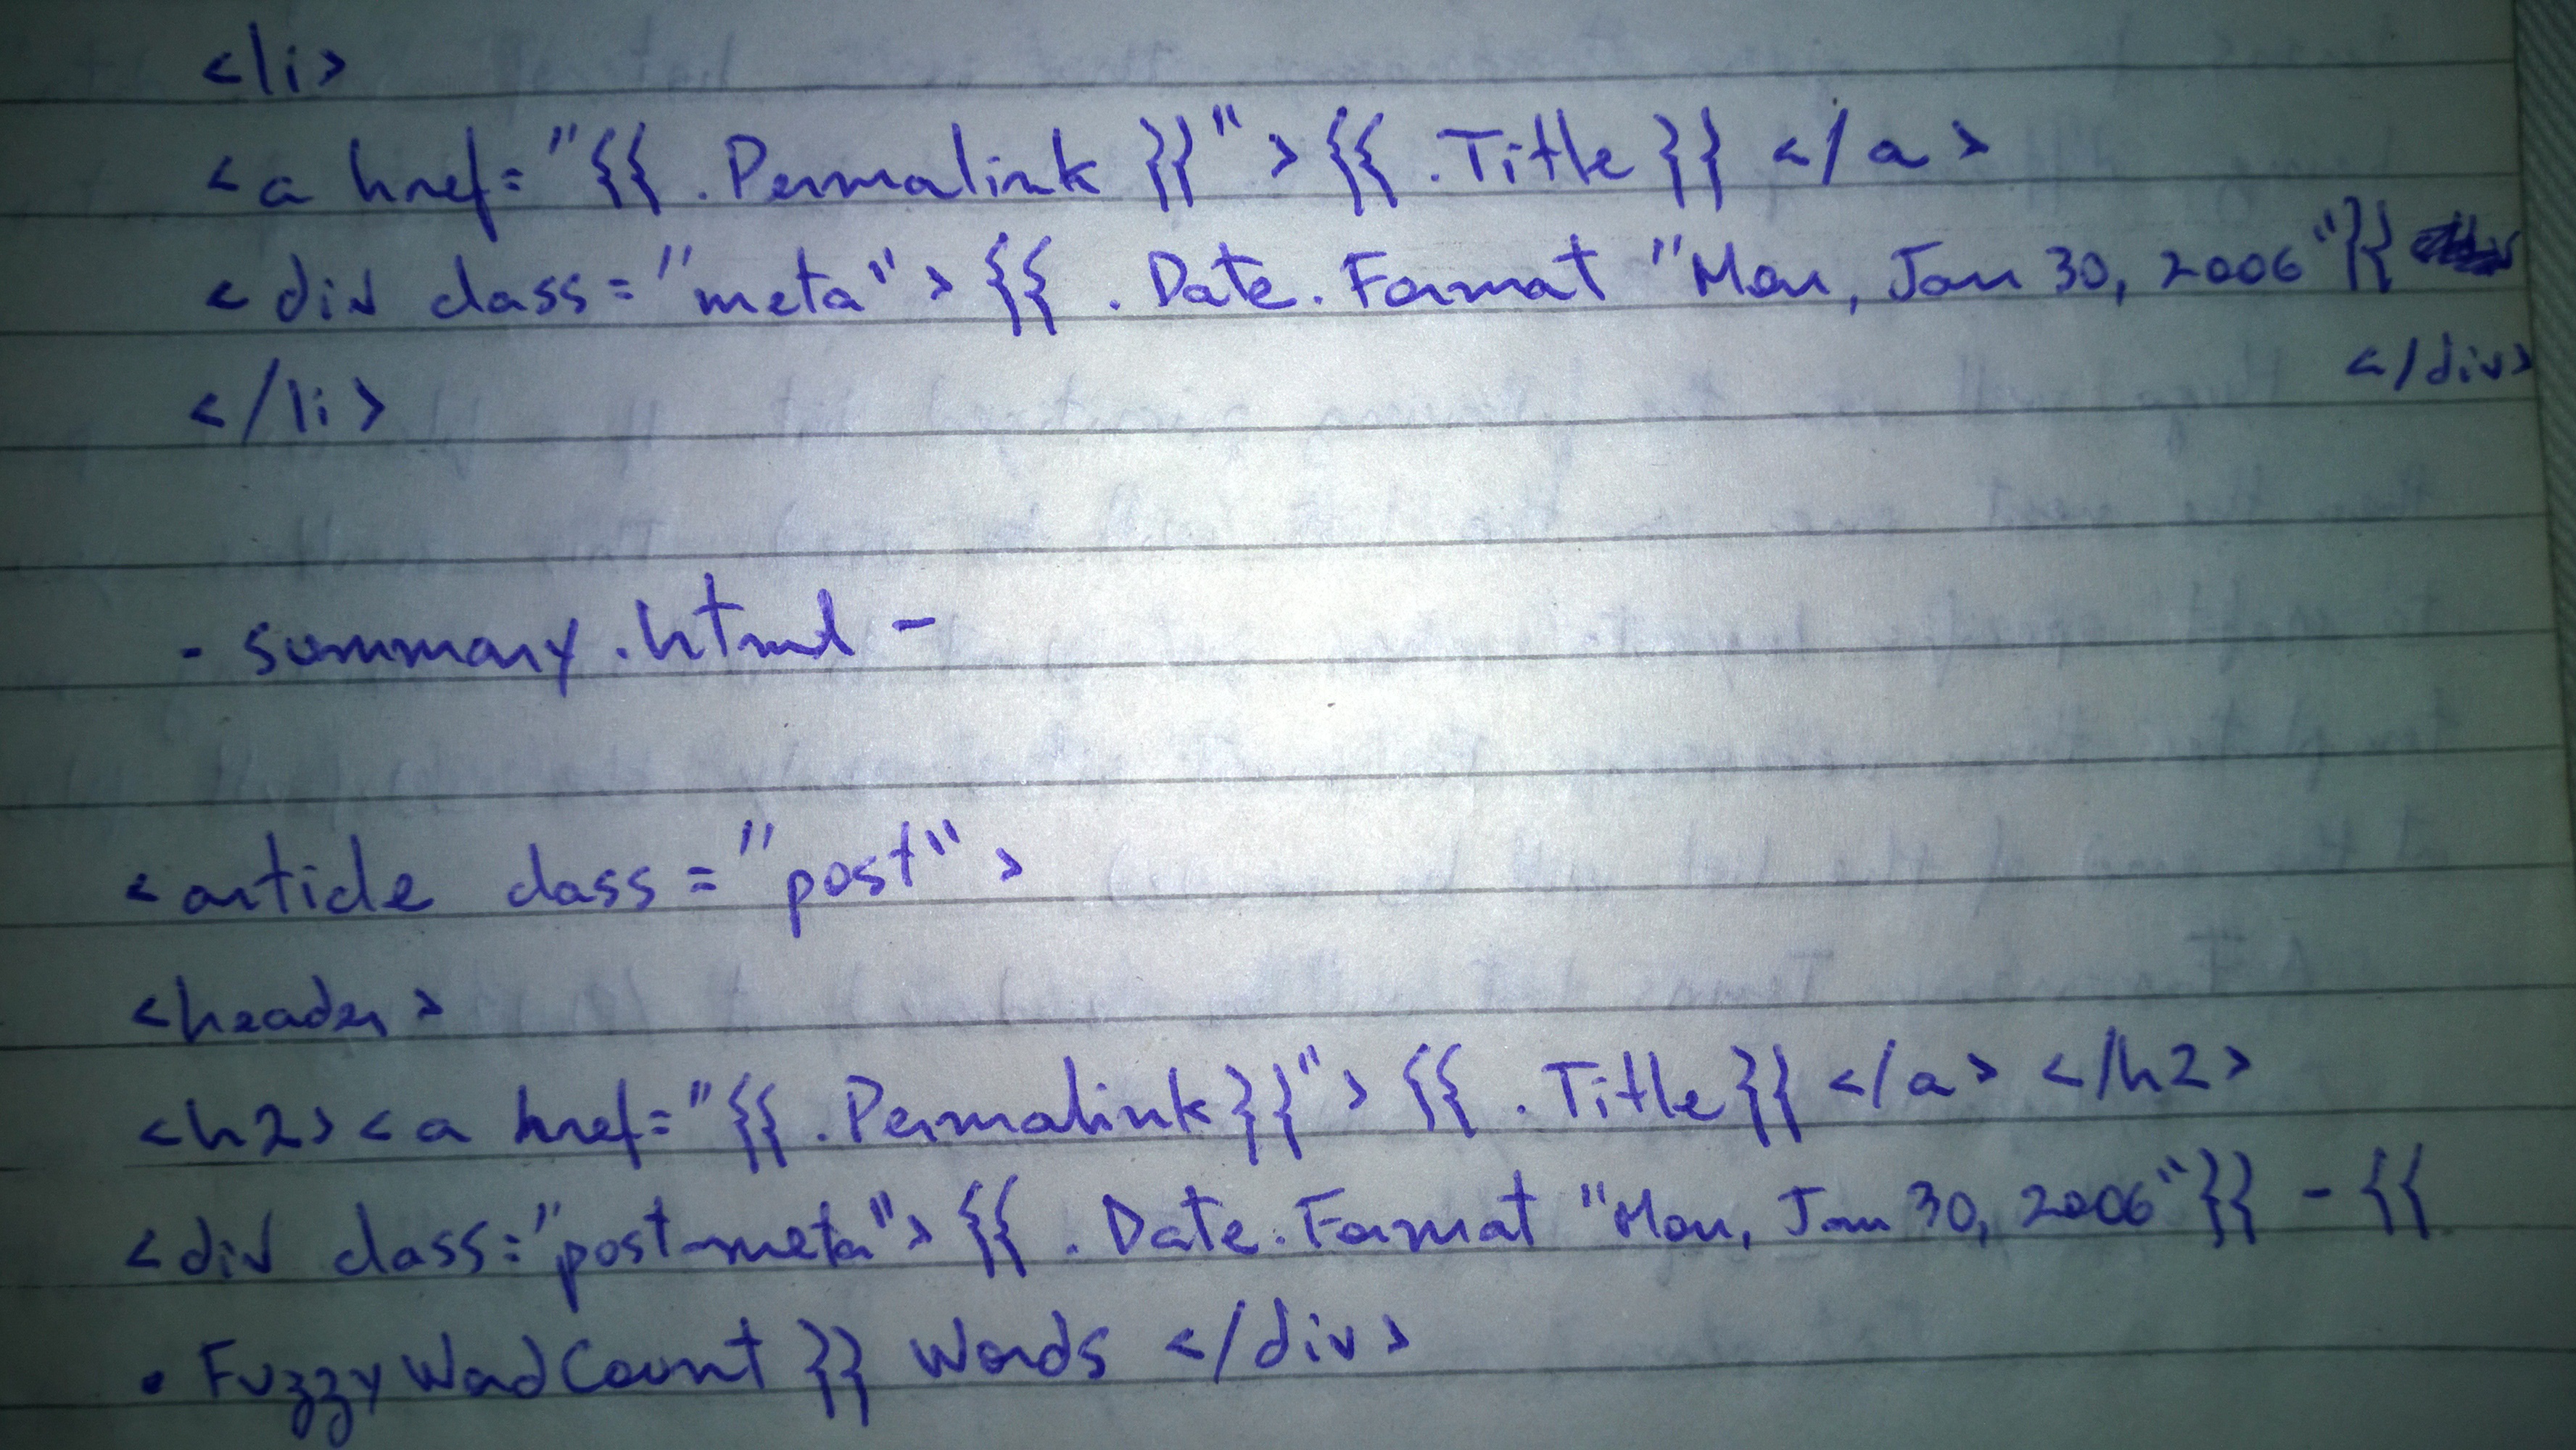 <li>
<a href="{{ .Permalink }}">{{ .Title }} </a>
<div class="meta">{{ .Date.Format "Mon, Jan 30, 2006"}}
</div>
</li>
- summary.html -
<article class="post">
<header>
<h2><a href="{{ .Permalink}}">{{ .Title}}</a></h2>
<div class="post-meta">{{ .Date.Format "Mon, Jan 30, 2006"}} - {{
.FuzzyWordCount }} Words </div>